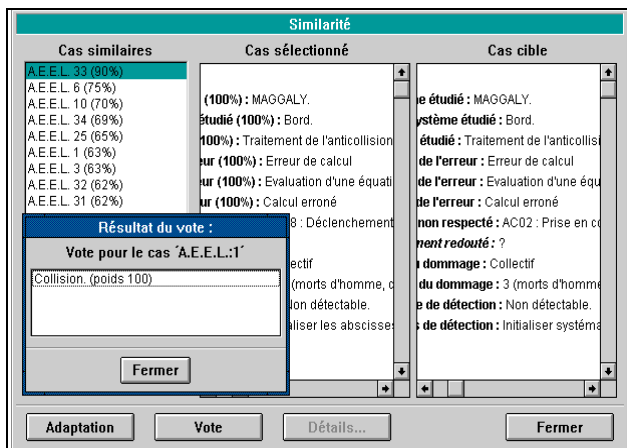 Similarité
Cas similaires
Cas sélectionné
Cas cible
A.E.E.L. 33 (90%)
A.E.E.L. 6 (75%)
A.E.E.L. 10 (70%)
A.E.E.L. 34 (69%)
A.E.E.L. 25 (65%)
A.E.E.L. 1 (63%)
A.E.E.L. 3 (63%)
A.E.E.L. 32 (62%)
A.E.E.L. 31 (62%)
(100%) : MAGGALY.
étudié (100%) : Bord.
100%) : Traitement de l'anticollision
eur (100%) : Erreur de calcul
eur (100%) : Evaluation d'une équati
ur (100%) : Calcul erroné
8 : Déclenchement
ectif
(morts d'homme, c
Non détectable.
aliser les abscisses
e étudié : MAGGALY.
ystème étudié : Bord.
étudié : Traitement de l'anticollisi
de l'erreur : Erreur de calcul
de l'erreur : Evaluation d'une équ
de l'erreur : Calcul erroné
non respecté : AC02 : Prise en co
ment redouté : ?
u dommage : Collectif
du dommage : 3 (morts d'homme
e de détection : Non détectable.
s de détection : Initialiser systéma
Résultat du vote :
Vote pour le cas 'A.E.E.L.:1'
Collision. (poids 100)
Fermer
Adaptation
Vote
Détails...
Fermer